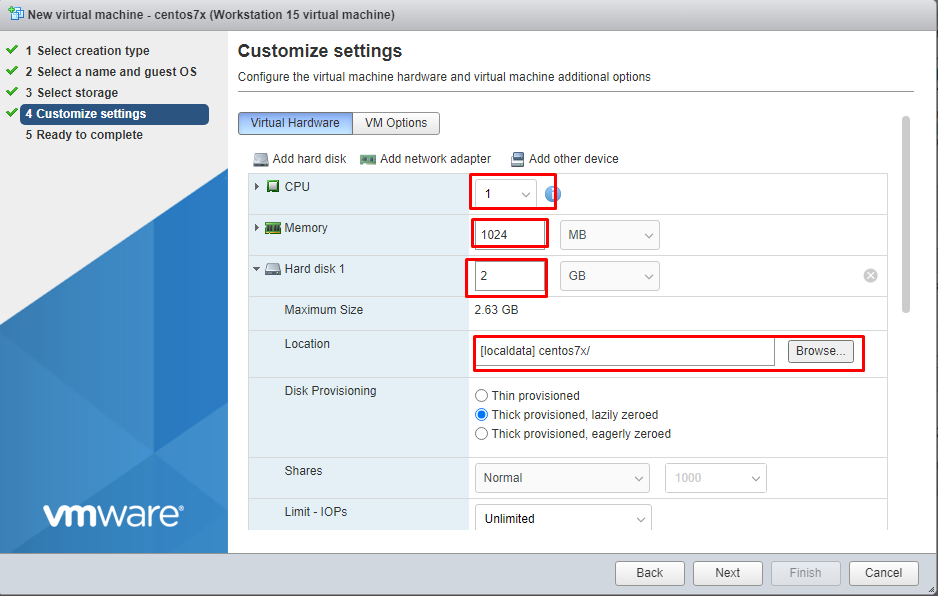 New virtual machine - centos7x (Workstation 15 virtual machine)
1 Select creation type
2 Select a name and guest OS
3 Select storage
4 Customize settings
5 Ready to complete
Customize settings
Configure the virtual machine hardware and virtual machine additional options
Virtual Hardware VM Options
Add hard disk Add network adapter Add other device
CPU 1
Memory 1024 MB
Hard disk 1 2 GB
Maximum Size 2.63 GB
Location [localdata] centos7x/ Browse...
Disk Provisioning
Thin provisioned
Thick provisioned, lazily zeroed
Thick provisioned, eagerly zeroed
Shares Normal 1000
Limit - IOPs Unlimited
vmware®
Back Next Finish Cancel